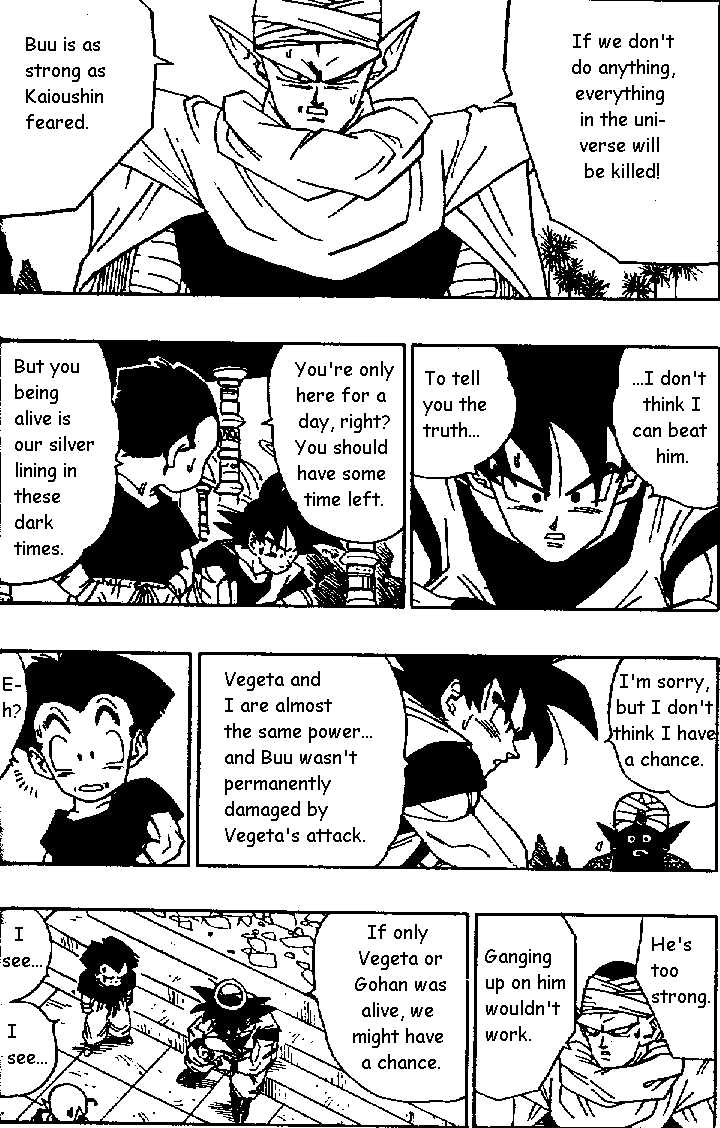 Buu is as
strong as
Kaioushin
feared.
If we don't
do anything,
everything
in the uni-
verse will
be killed!
But you
being
alive is
our silver
lining in
these
dark
times.
You're only
here for a
day, right?
You should
have some
time left.
To tell
you the
truth...
...I don't
think I
can beat
him.
E-
h?
Vegeta and
I are almost
the same power...
and Buu wasn't
permanently
damaged by
Vegeta's attack.
I'm sorry,
but I don't
think I have
a chance.
I
see...
I
see...
If only
Vegeta or
Gohan was
alive, we
might have
a chance.
Ganging
up on him
wouldn't
work.
He's
too
strong.